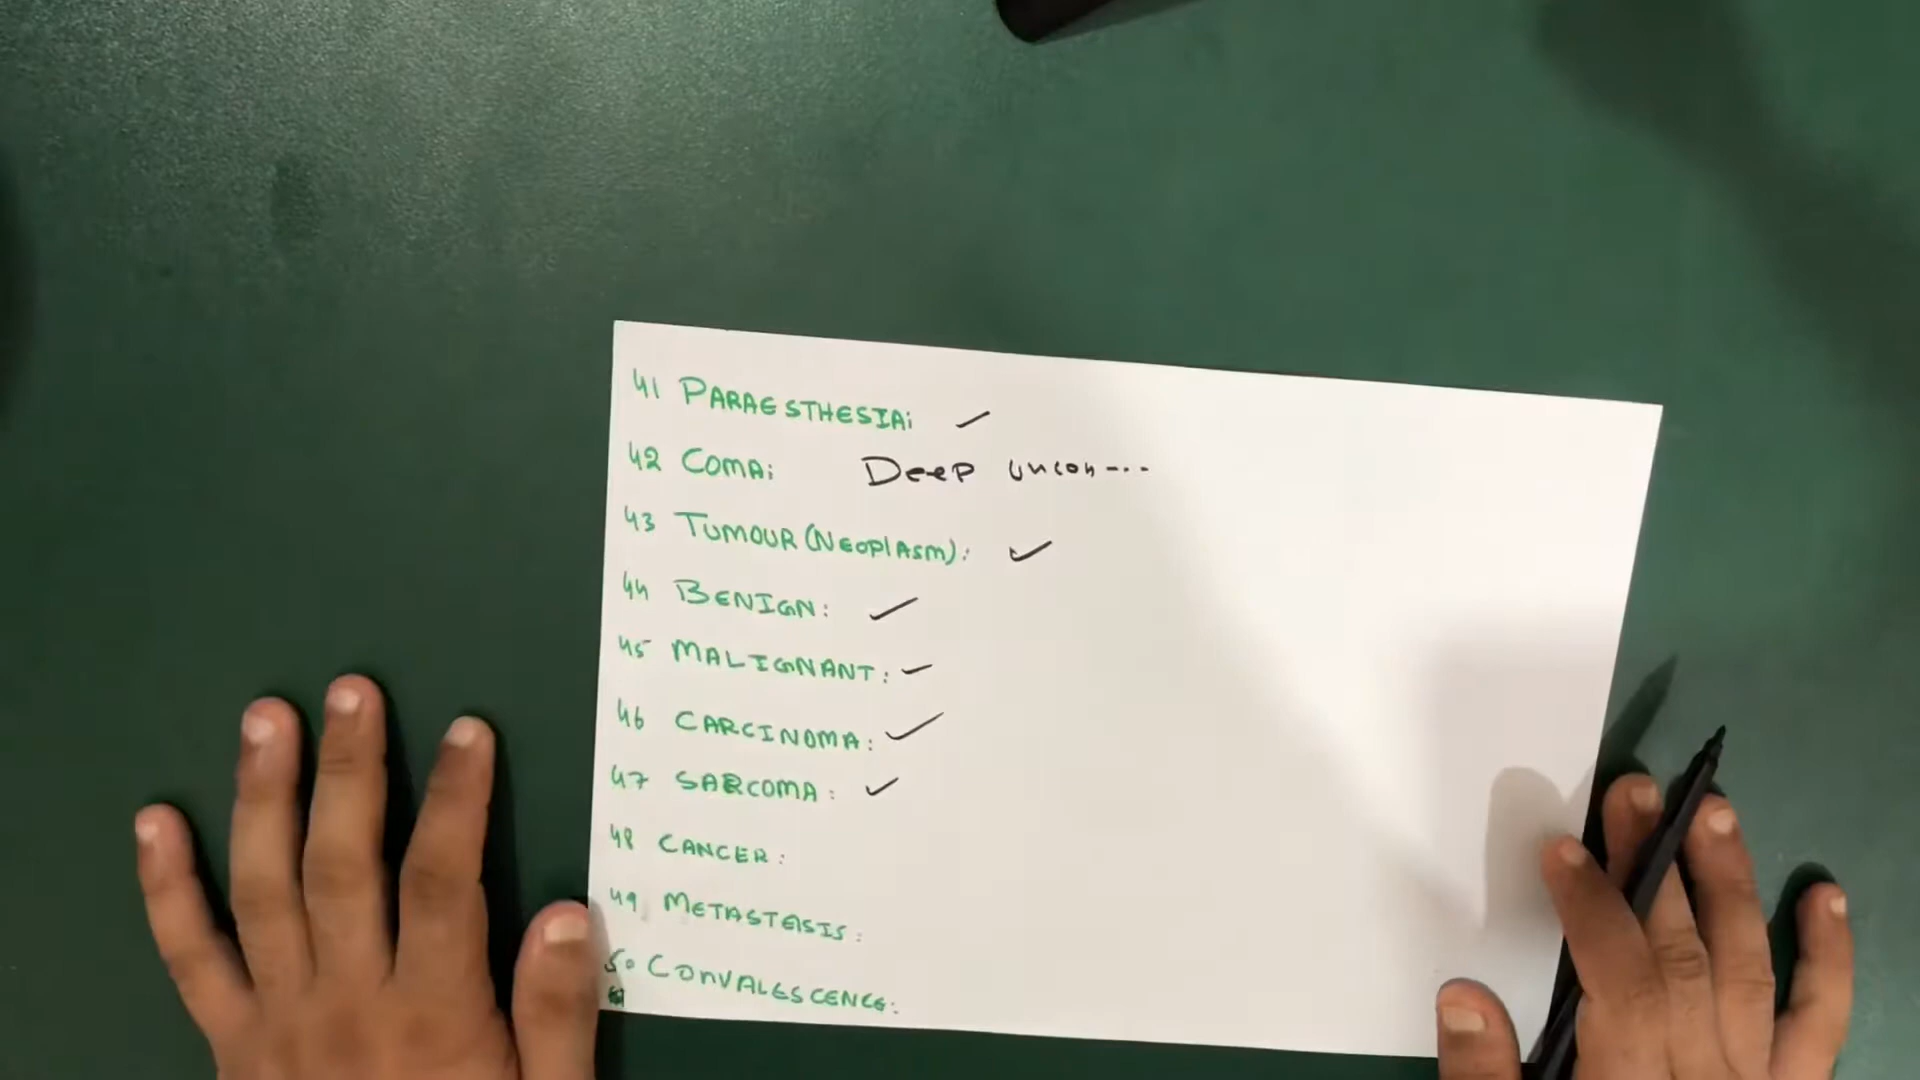 41 PARAESTHESIA: ✓
42 COMA: Deep uncon---
43 TUMOUR (NEOPLASM): ✓
44 BENIGN: ✓
45 MALIGNANT: ✓
46 CARCINOMA: ✓
47 SARCOMA: ✓
48 CANCER:
49 METASTASIS:
50 CONVALESCENCE: